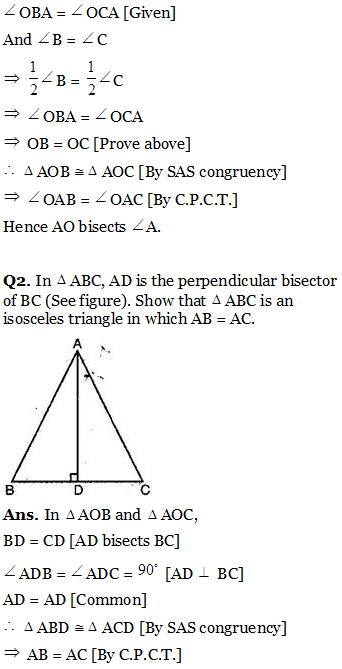 ∠OBA = ∠OCA [Given]
And ∠B = ∠C
⇒ 1/2 ∠B = 1/2 ∠C
⇒ ∠OBA = ∠OCA
⇒ OB = OC [Prove above]
∴ Δ AOB ≅ Δ AOC [By SAS congruency]
⇒ ∠OAB = ∠OAC [By C.P.C.T.]
Hence AO bisects ∠A.
Q2. In Δ ABC, AD is the perpendicular bisector
of BC (See figure). Show that Δ ABC is an
isosceles triangle in which AB = AC.
A
B D C
Ans. In Δ AOB and Δ AOC,
BD = CD [AD bisects BC]
∠ADB = ∠ADC = 90° [AD ⊥ BC]
AD = AD [Common]
∴ Δ ABD ≅ Δ ACD [By SAS congruency]
⇒ AB = AC [By C.P.C.T.]